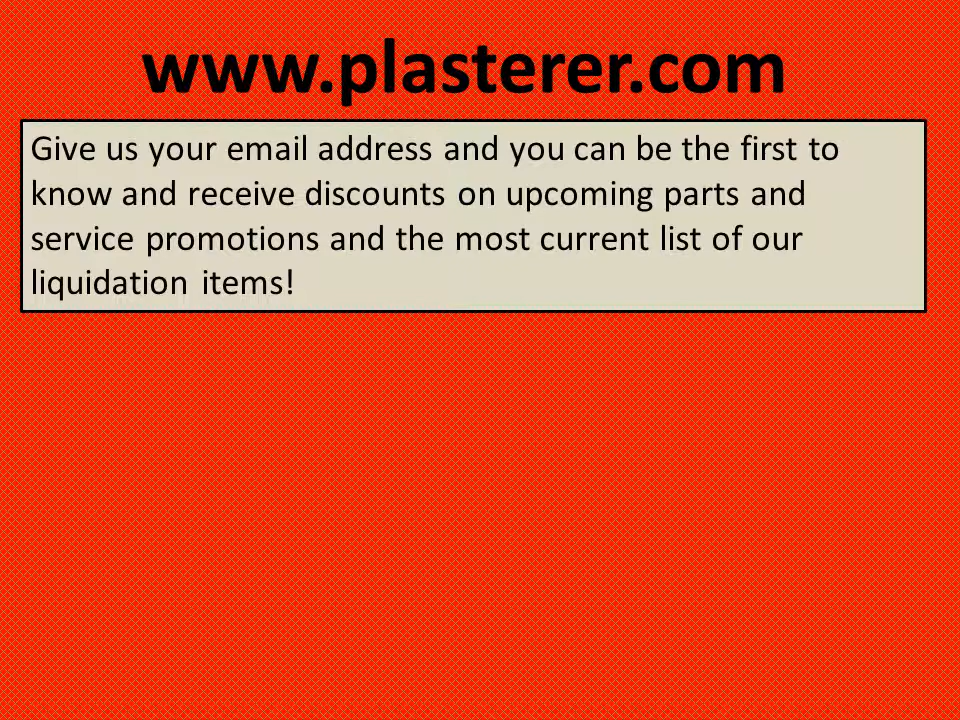 www.plasterer.com
Give us your email address and you can be the first to
know and receive discounts on upcoming parts and
service promotions and the most current list of our
liquidation items!